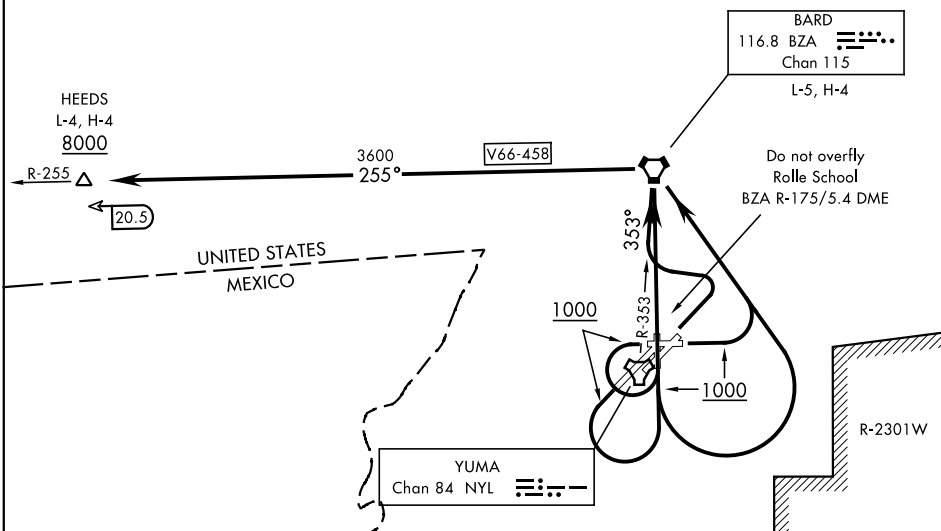 BARD
116.8 BZA
Chan 115
L-5, H-4
HEEDS
L-4, H-4
8000
R-255
20.5
3600
255°
V66-458
Do not overfly
Rolle School
BZA R-175/5.4 DME
353°
R-353
UNITED STATES
MEXICO
1000
1000
R-2301W
YUMA
Chan 84 NYL